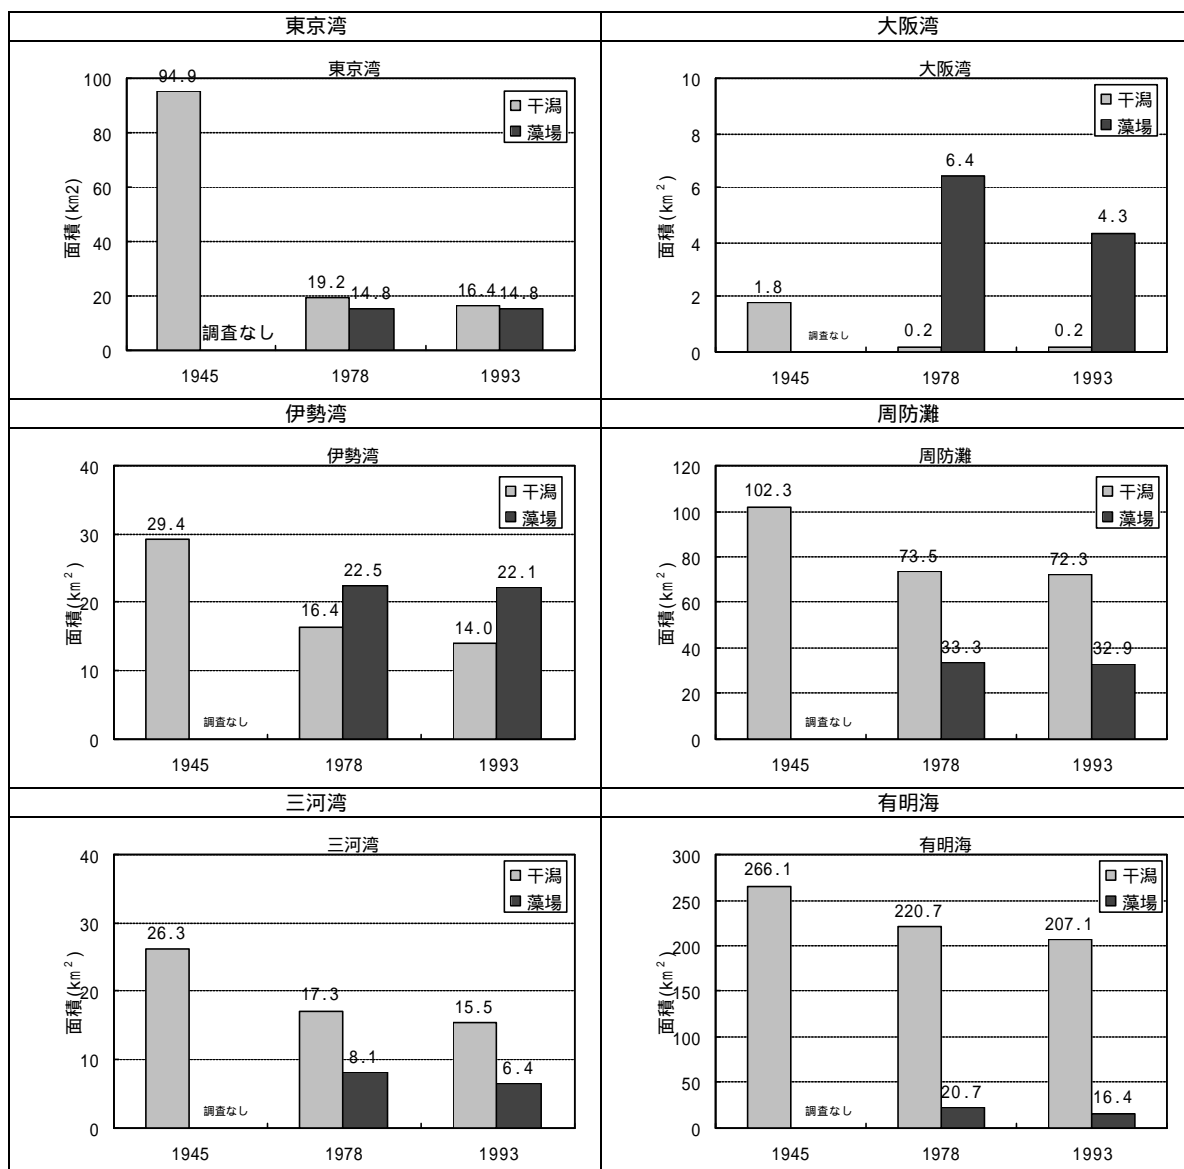 東京湾
東京湾
面積(km2)
100
80
60
40
20
0
94.9
調査なし
19.2
14.8
16.4
14.8
干潟
藻場
1945
1978
1993
大阪湾
大阪湾
面積(km²)
10
8
6
4
2
0
1.8
調査なし
0.2
6.4
0.2
4.3
干潟
藻場
1945
1978
1993
伊勢湾
伊勢湾
面積(km²)
40
30
20
10
0
29.4
調査なし
16.4
22.5
14.0
22.1
干潟
藻場
1945
1978
1993
周防灘
周防灘
面積(km²)
120
100
80
60
40
20
0
102.3
調査なし
73.5
33.3
72.3
32.9
干潟
藻場
1945
1978
1993
三河湾
三河湾
面積(km²)
40
30
20
10
0
26.3
調査なし
17.3
8.1
15.5
6.4
干潟
藻場
1945
1978
1993
有明海
有明海
面積(km²)
300
250
200
150
100
50
0
266.1
調査なし
220.7
20.7
207.1
16.4
干潟
藻場
1945
1978
1993